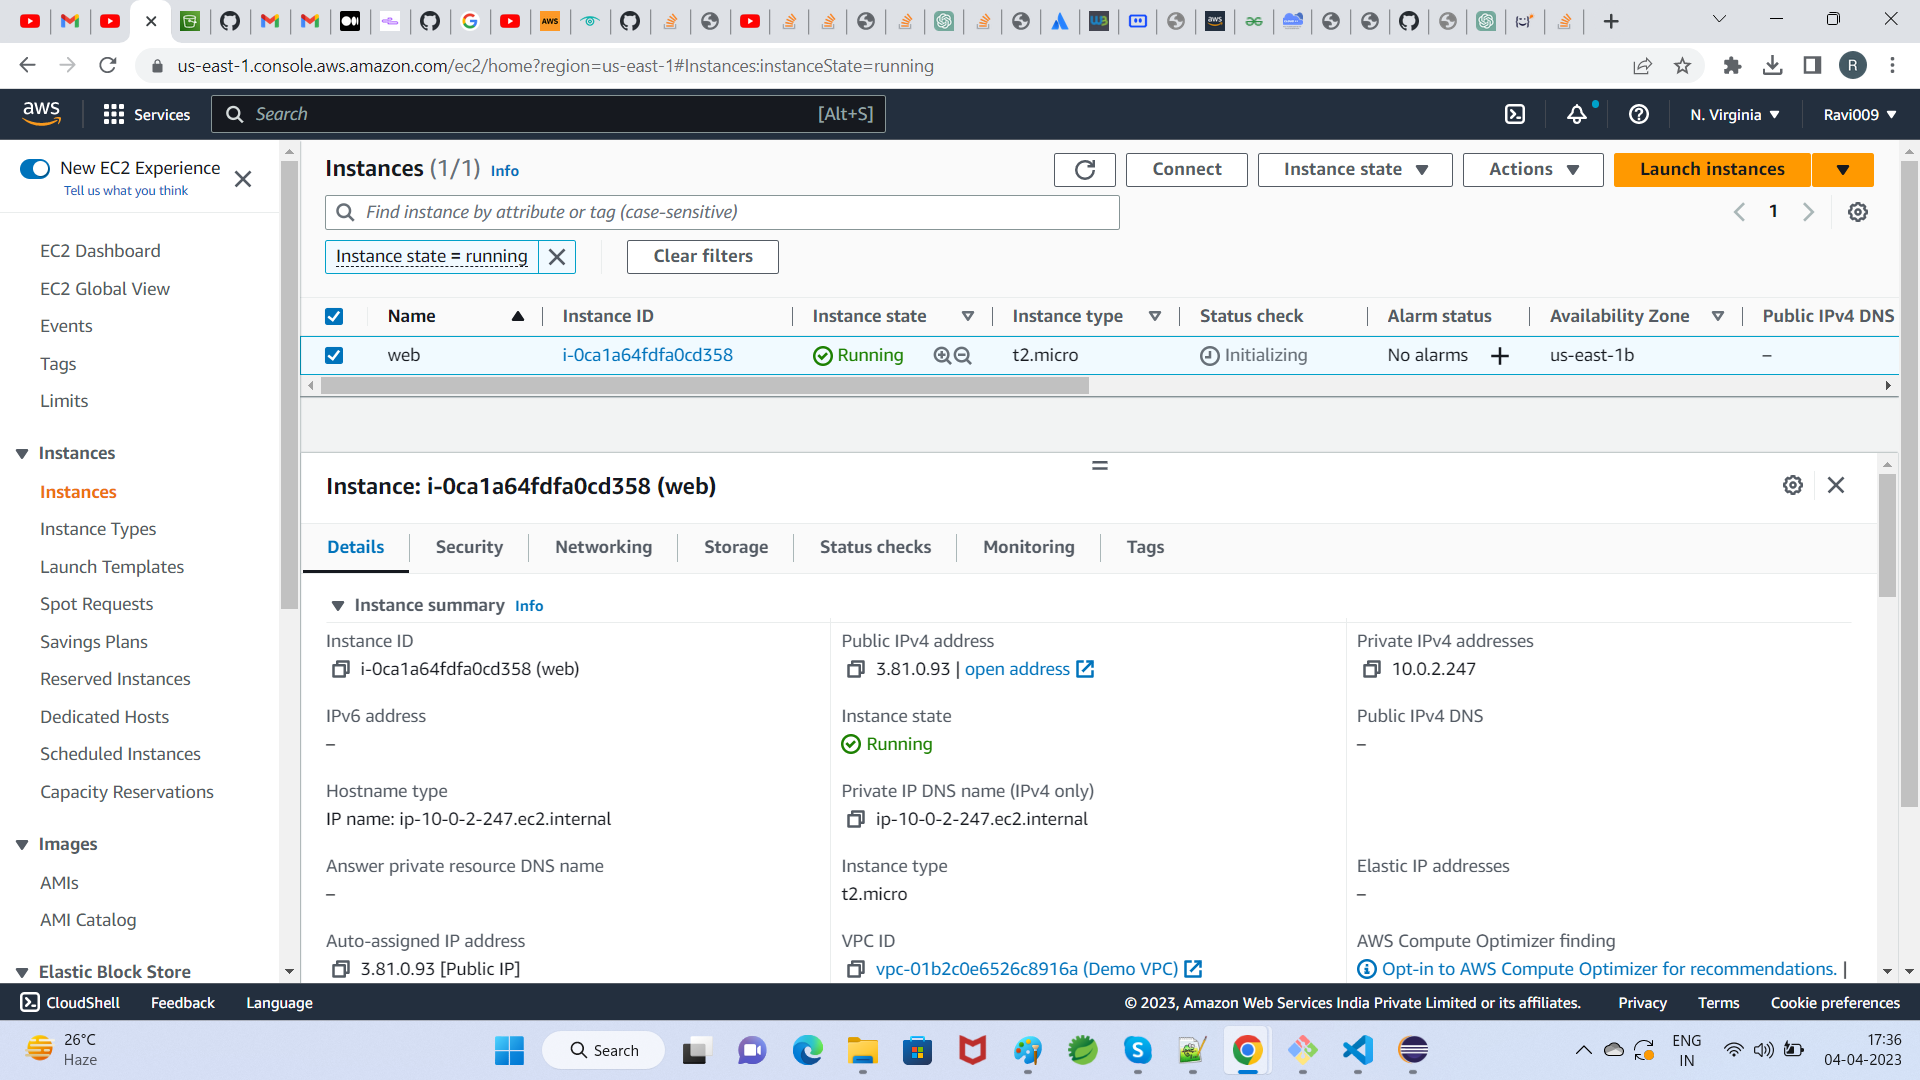 us-east-1.console.aws.amazon.com/ec2/home?region=us-east-1#Instances:instanceState=running
R
aws
Services
Search
[Alt+S]
N. Virginia
Ravi009
New EC2 Experience
Tell us what you think
EC2 Dashboard
EC2 Global View
Events
Tags
Limits
Instances
Instances
Instance Types
Launch Templates
Spot Requests
Savings Plans
Reserved Instances
Dedicated Hosts
Scheduled Instances
Capacity Reservations
Images
AMIs
AMI Catalog
Elastic Block Store
Instances (1/1) Info
Connect
Instance state
Actions
Launch instances
Find instance by attribute or tag (case-sensitive)
1
Instance state = running
Clear filters
Name
Instance ID
Instance state
Instance type
Status check
Alarm status
Availability Zone
Public IPv4 DNS
web
i-0ca1a64fdfa0cd358
Running
t2.micro
Initializing
No alarms
us-east-1b
–
Instance: i-0ca1a64fdfa0cd358 (web)
Details
Security
Networking
Storage
Status checks
Monitoring
Tags
Instance summary Info
Instance ID
i-0ca1a64fdfa0cd358 (web)
Public IPv4 address
3.81.0.93 | open address
Private IPv4 addresses
10.0.2.247
IPv6 address
–
Instance state
Running
Public IPv4 DNS
–
Hostname type
IP name: ip-10-0-2-247.ec2.internal
Private IP DNS name (IPv4 only)
ip-10-0-2-247.ec2.internal
Answer private resource DNS name
–
Instance type
t2.micro
Elastic IP addresses
–
Auto-assigned IP address
3.81.0.93 [Public IP]
VPC ID
vpc-01b2c0e6526c8916a (Demo VPC)
AWS Compute Optimizer finding
Opt-in to AWS Compute Optimizer for recommendations. |
CloudShell
Feedback
Language
© 2023, Amazon Web Services India Private Limited or its affiliates.
Privacy
Terms
Cookie preferences
26°C
Haze
Search
ENG
IN
17:36
04-04-2023